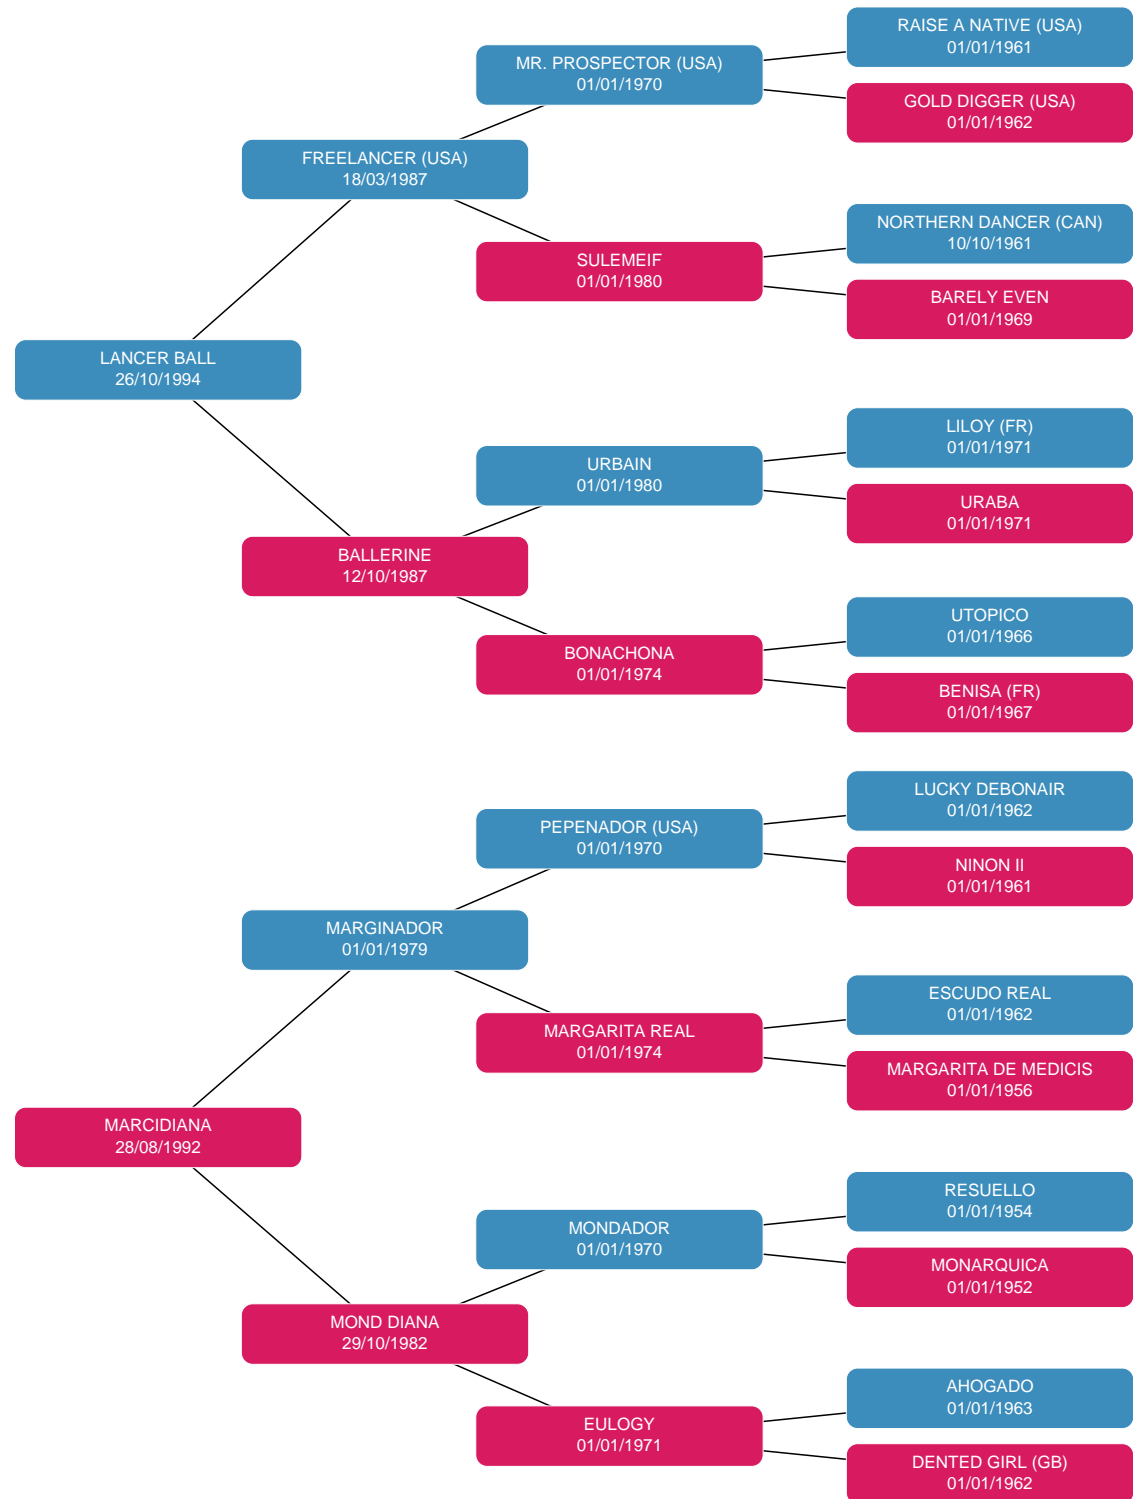 RAISE A NATIVE (USA)
01/01/1961
MR. PROSPECTOR (USA)
01/01/1970
GOLD DIGGER (USA)
01/01/1962
FREELANCER (USA)
18/03/1987
NORTHERN DANCER (CAN)
10/10/1961
SULEMEIF
01/01/1980
BARELY EVEN
01/01/1969
LANCER BALL
26/10/1994
LILOY (FR)
01/01/1971
URBAIN
01/01/1980
URABA
01/01/1971
BALLERINE
12/10/1987
UTOPICO
01/01/1966
BONACHONA
01/01/1974
BENISA (FR)
01/01/1967
LUCKY DEBONAIR
01/01/1962
PEPENADOR (USA)
01/01/1970
NINON II
01/01/1961
MARGINADOR
01/01/1979
ESCUDO REAL
01/01/1962
MARGARITA REAL
01/01/1974
MARGARITA DE MEDICIS
01/01/1956
MARCIDIANA
28/08/1992
RESUELLO
01/01/1954
MONDADOR
01/01/1970
MONARQUICA
01/01/1952
MOND DIANA
29/10/1982
AHOGADO
01/01/1963
EULOGY
01/01/1971
DENTED GIRL (GB)
01/01/1962